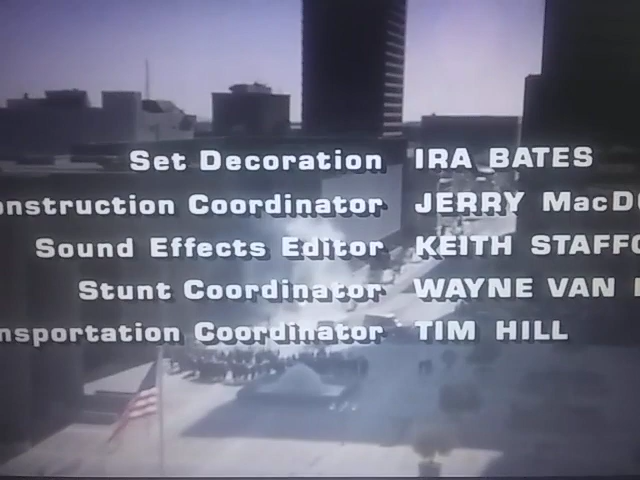 Set Decoration IRA BATES
onstruction Coordinator JERRY MacD
Sound Effects Editor KEITH STAFFO
Stunt Coordinator WAYNE VAN
nsportation Coordinator TIM HILL